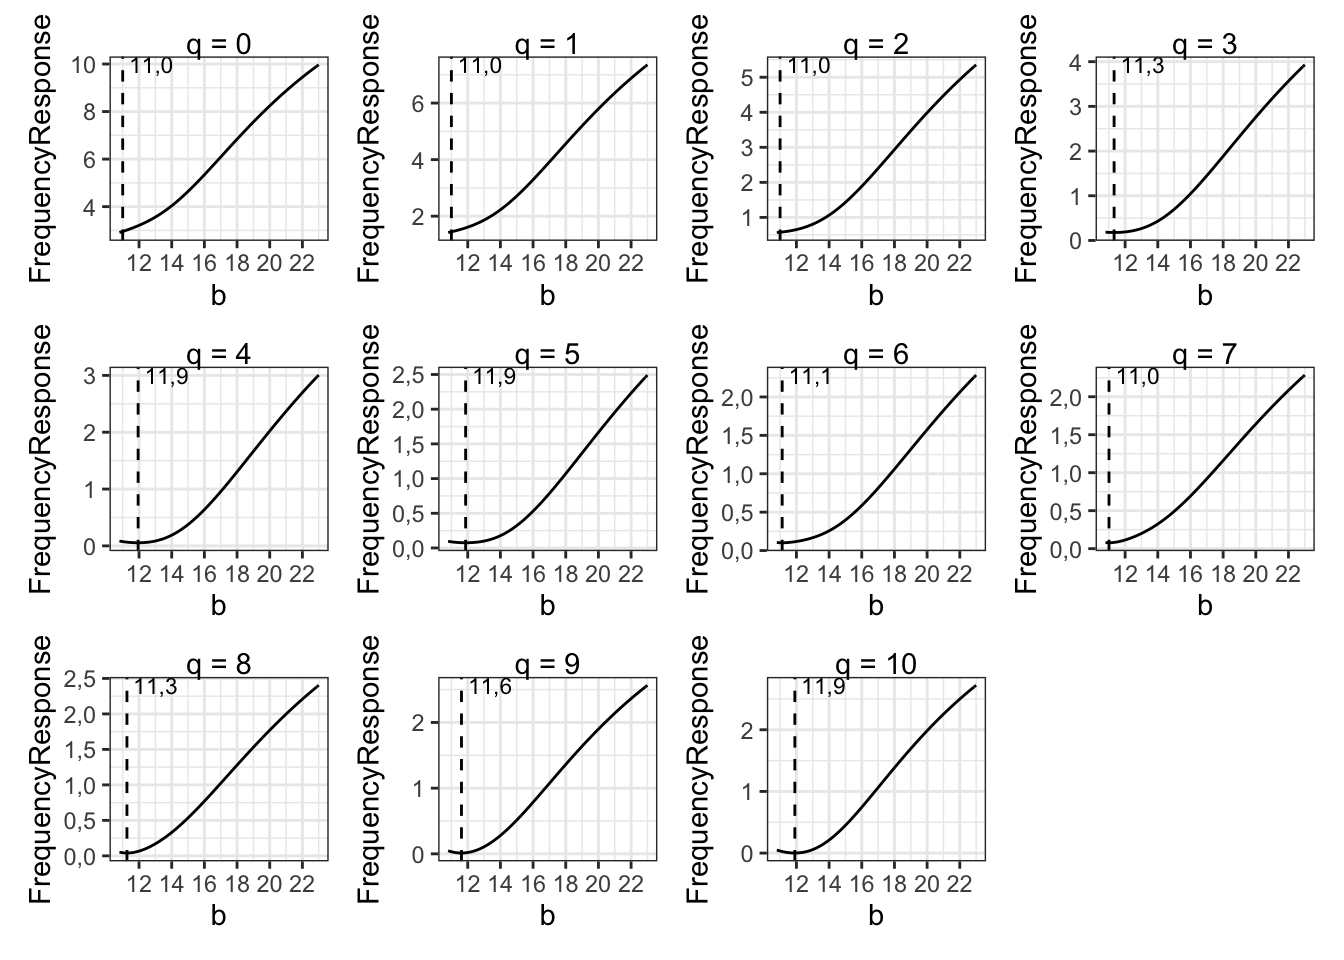 q = 0
q = 1
q = 2
q = 3
FrequencyResponse
10
8
6
4
11,0
12 14 16 18 20 22
b
FrequencyResponse
6
4
2
11,0
12 14 16 18 20 22
b
FrequencyResponse
5
4
3
2
1
11,0
12 14 16 18 20 22
b
FrequencyResponse
4
3
2
1
0
11,3
12 14 16 18 20 22
b
q = 4
q = 5
q = 6
q = 7
FrequencyResponse
3
2
1
0
11,9
12 14 16 18 20 22
b
FrequencyResponse
2,5
2,0
1,5
1,0
0,5
0,0
11,9
12 14 16 18 20 22
b
FrequencyResponse
2,0
1,5
1,0
0,5
0,0
11,1
12 14 16 18 20 22
b
FrequencyResponse
2,0
1,5
1,0
0,5
0,0
11,0
12 14 16 18 20 22
b
q = 8
q = 9
q = 10
FrequencyResponse
2,5
2,0
1,5
1,0
0,5
0,0
11,3
12 14 16 18 20 22
b
FrequencyResponse
2
1
0
11,6
12 14 16 18 20 22
b
FrequencyResponse
2
1
0
11,9
12 14 16 18 20 22
b